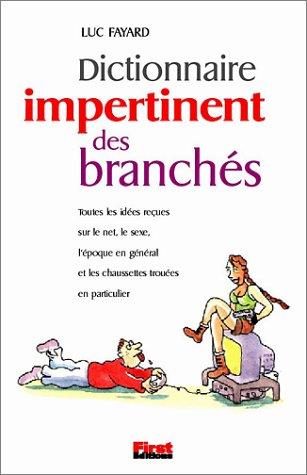 LUC FAYARD
Dictionnaire
impertinent
des
branchés
Toutes les idées reçues
sur le net, le sexe,
l'époque en général
et les chaussettes trouées
en particulier
First
Editions